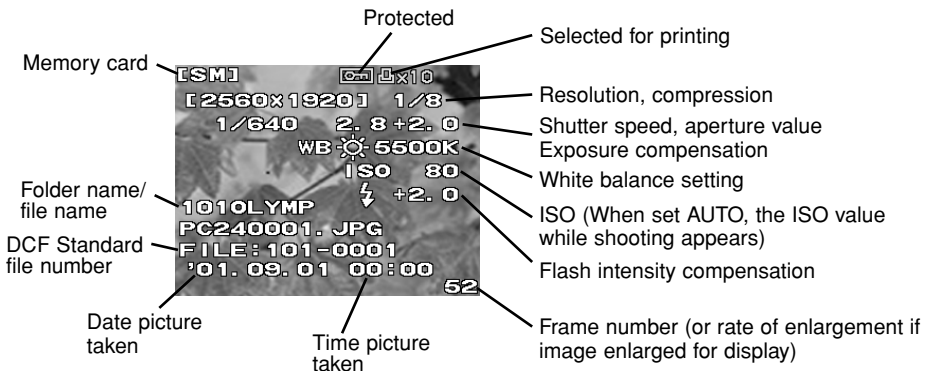 Protected
Selected for printing
Memory card
[SM] x10
[2560x1920] 1/8
Resolution, compression
1/640 2.8+2.0
Shutter speed, aperture value
Exposure compensation
WB 5500K
White balance setting
ISO 80
ISO (When set AUTO, the ISO value
while shooting appears)
+2.0
Flash intensity compensation
Folder name/
file name
101OLYMP
PC240001.JPG
DCF Standard
file number
FILE:101-0001
'01.09.01 00:00
52
Date picture
taken
Time picture
taken
Frame number (or rate of enlargement if
image enlarged for display)